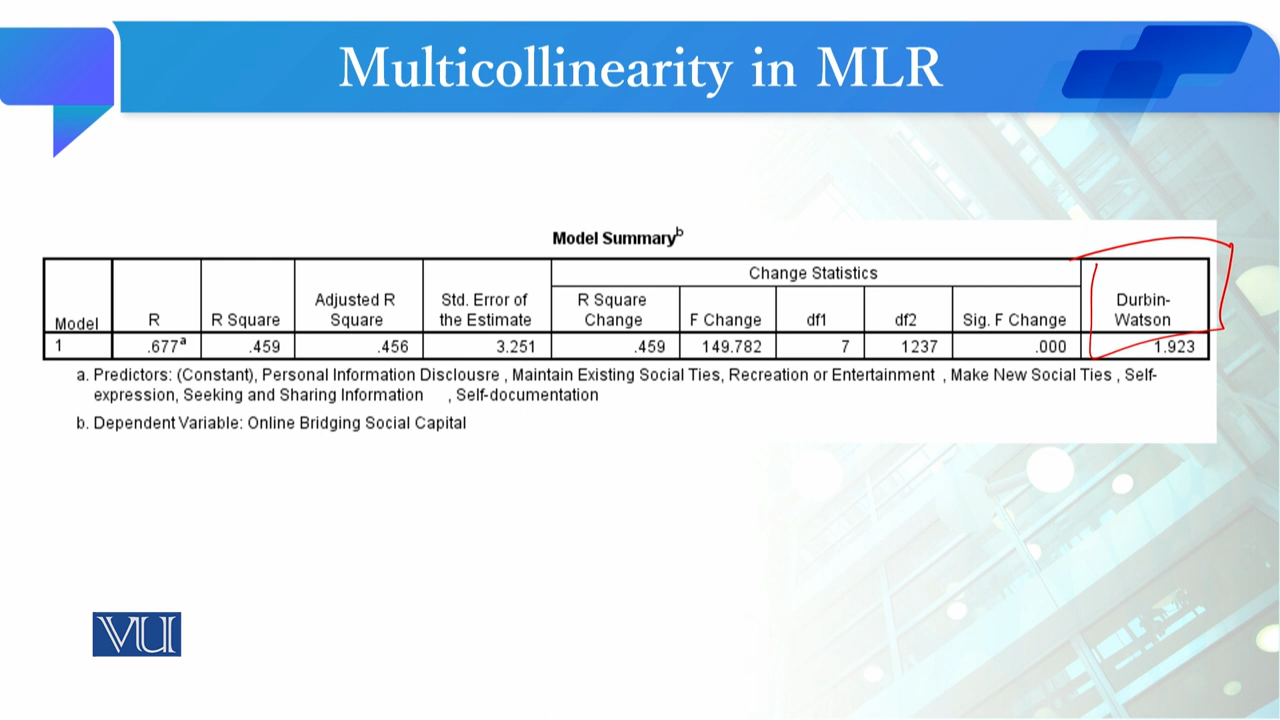 Multicollinearity in MLR
Model Summaryb
Change Statistics
Model R R Square Adjusted R Square Std. Error of the Estimate R Square Change F Change df1 df2 Sig. F Change Durbin-Watson
1 .677a .459 .456 3.251 .459 149.782 7 1237 .000 1.923
a. Predictors: (Constant), Personal Information Disclousre , Maintain Existing Social Ties, Recreation or Entertainment , Make New Social Ties , Self-
expression, Seeking and Sharing Information , Self-documentation
b. Dependent Variable: Online Bridging Social Capital
VU